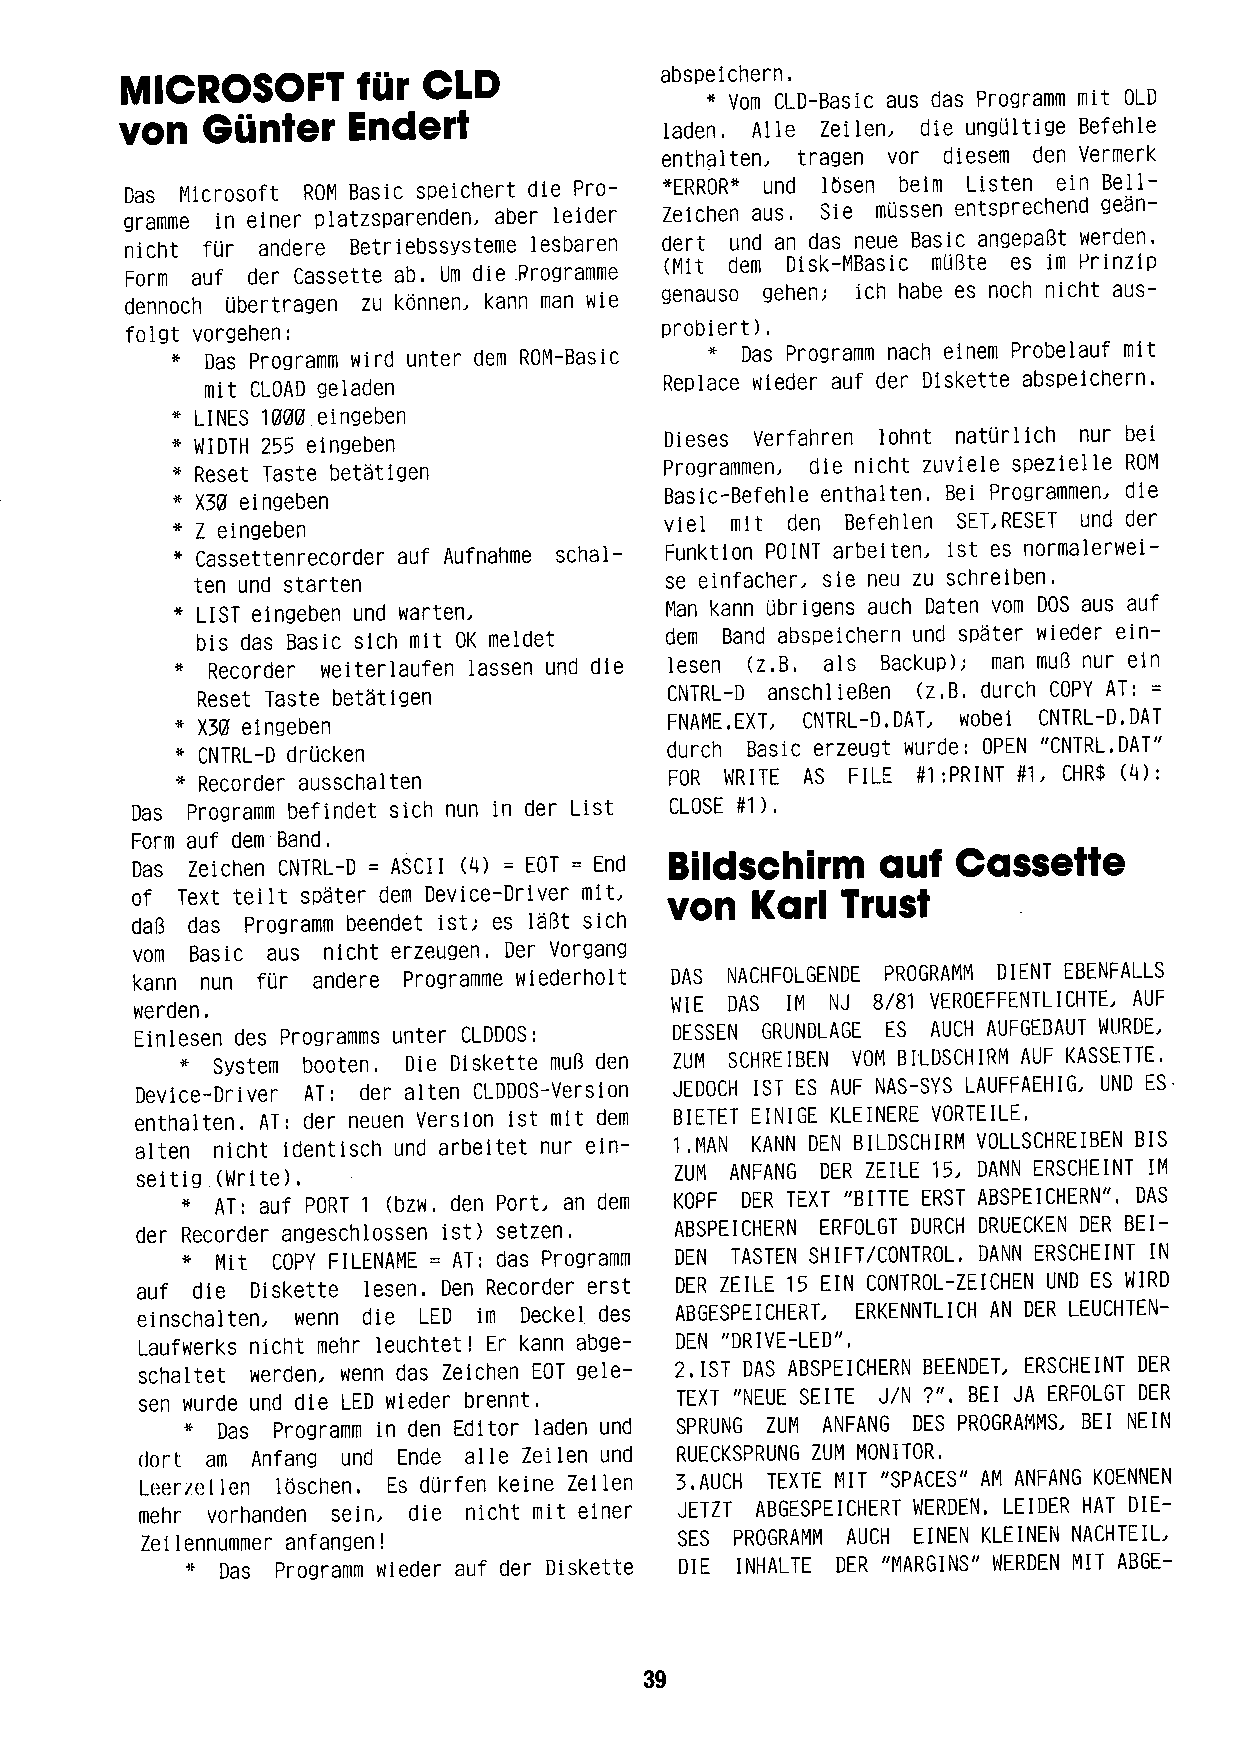 MICROSOFT für CLD
von Günter Endert
Das Microsoft ROM Basic speichert die Pro-
gramme in einer platzsparenden, aber leider
nicht für andere Betriebssysteme lesbaren
Form auf der Cassette ab. Um die Programme
dennoch übertragen zu können, kann man wie
folgt vorgehen:
* Das Programm wird unter dem ROM-Basic
mit CLOAD geladen
* LINES 1000 eingeben
* WIDTH 255 eingeben
* Reset Taste betätigen
* X30 eingeben
* Z eingeben
* Cassettenrecorder auf Aufnahme schal-
ten und starten
* LIST eingeben und warten,
bis das Basic sich mit OK meldet
* Recorder weiterlaufen lassen und die
Reset Taste betätigen
* X30 eingeben
* CNTRL-D drücken
* Recorder ausschalten
Das Programm befindet sich nun in der List
Form auf dem Band.
Das Zeichen CNTRL-D = ASCII (4) = EOT = End
of Text teilt später dem Device-Driver mit,
daß das Programm beendet ist; es läßt sich
vom Basic aus nicht erzeugen. Der Vorgang
kann nun für andere Programme wiederholt
werden.
Einlesen des Programms unter CLDDOS:
* System booten. Die Diskette muß den
Device-Driver AT: der alten CLDDOS-Version
enthalten. AT: der neuen Version ist mit dem
alten nicht identisch und arbeitet nur ein-
seitig (Write).
* AT: auf PORT 1 (bzw. den Port, an dem
der Recorder angeschlossen ist) setzen.
* Mit COPY FILENAME = AT: das Programm
auf die Diskette lesen. Den Recorder erst
einschalten, wenn die LED im Deckel des
Laufwerks nicht mehr leuchtet! Er kann abge-
schaltet werden, wenn das Zeichen EOT gele-
sen wurde und die LED wieder brennt.
* Das Programm in den Editor laden und
dort am Anfang und Ende alle Zeilen und
Leerzeilen löschen. Es dürfen keine Zeilen
mehr vorhanden sein, die nicht mit einer
Zeilennummer anfangen!
* Das Programm wieder auf der Diskette
abspeichern.
* Vom CLD-Basic aus das Programm mit OLD
laden. Alle Zeilen, die ungültige Befehle
enthalten, tragen vor diesem den Vermerk
*ERROR* und lösen beim Listen ein Bell-
Zeichen aus. Sie müssen entsprechend geän-
dert und an das neue Basic angepaßt werden.
(Mit dem Disk-MBasic müßte es im Prinzip
genauso gehen; ich habe es noch nicht aus-
probiert).
* Das Programm nach einem Probelauf mit
Replace wieder auf der Diskette abspeichern.
Dieses Verfahren lohnt natürlich nur bei
Programmen, die nicht zuviele spezielle ROM
Basic-Befehle enthalten. Bei Programmen, die
viel mit den Befehlen SET,RESET und der
Funktion POINT arbeiten, ist es normalerwei-
se einfacher, sie neu zu schreiben.
Man kann übrigens auch Daten vom DOS aus auf
dem Band abspeichern und später wieder ein-
lesen (z.B. als Backup); man muß nur ein
CNTRL-D anschließen (z.B. durch COPY AT: =
FNAME.EXT, CNTRL-D.DAT, wobei CNTRL-D.DAT
durch Basic erzeugt wurde: OPEN "CNTRL.DAT"
FOR WRITE AS FILE #1:PRINT #1, CHR$ (4):
CLOSE #1).
Bildschirm auf Cassette
von Karl Trust
DAS NACHFOLGENDE PROGRAMM DIENT EBENFALLS
WIE DAS IM NJ 8/81 VEROEFFENTLICHTE, AUF
DESSEN GRUNDLAGE ES AUCH AUFGEBAUT WURDE,
ZUM SCHREIBEN VOM BILDSCHIRM AUF KASSETTE.
JEDOCH IST ES AUF NAS-SYS LAUFFAEHIG, UND ES
BIETET EINIGE KLEINERE VORTEILE.
1.MAN KANN DEN BILDSCHIRM VOLLSCHREIBEN BIS
ZUM ANFANG DER ZEILE 15, DANN ERSCHEINT IM
KOPF DER TEXT "BITTE ERST ABSPEICHERN". DAS
ABSPEICHERN ERFOLGT DURCH DRUECKEN DER BEI-
DEN TASTEN SHIFT/CONTROL. DANN ERSCHEINT IN
DER ZEILE 15 EIN CONTROL-ZEICHEN UND ES WIRD
ABGESPEICHERT, ERKENNTLICH AN DER LEUCHTEN-
DEN "DRIVE-LED".
2.IST DAS ABSPEICHERN BEENDET, ERSCHEINT DER
TEXT "NEUE SEITE J/N ?". BEI JA ERFOLGT DER
SPRUNG ZUM ANFANG DES PROGRAMMS, BEI NEIN
RUECKSPRUNG ZUM MONITOR.
3.AUCH TEXTE MIT "SPACES" AM ANFANG KOENNEN
JETZT ABGESPEICHERT WERDEN. LEIDER HAT DIE-
SES PROGRAMM AUCH EINEN KLEINEN NACHTEIL,
DIE INHALTE DER "MARGINS" WERDEN MIT ABGE-
39